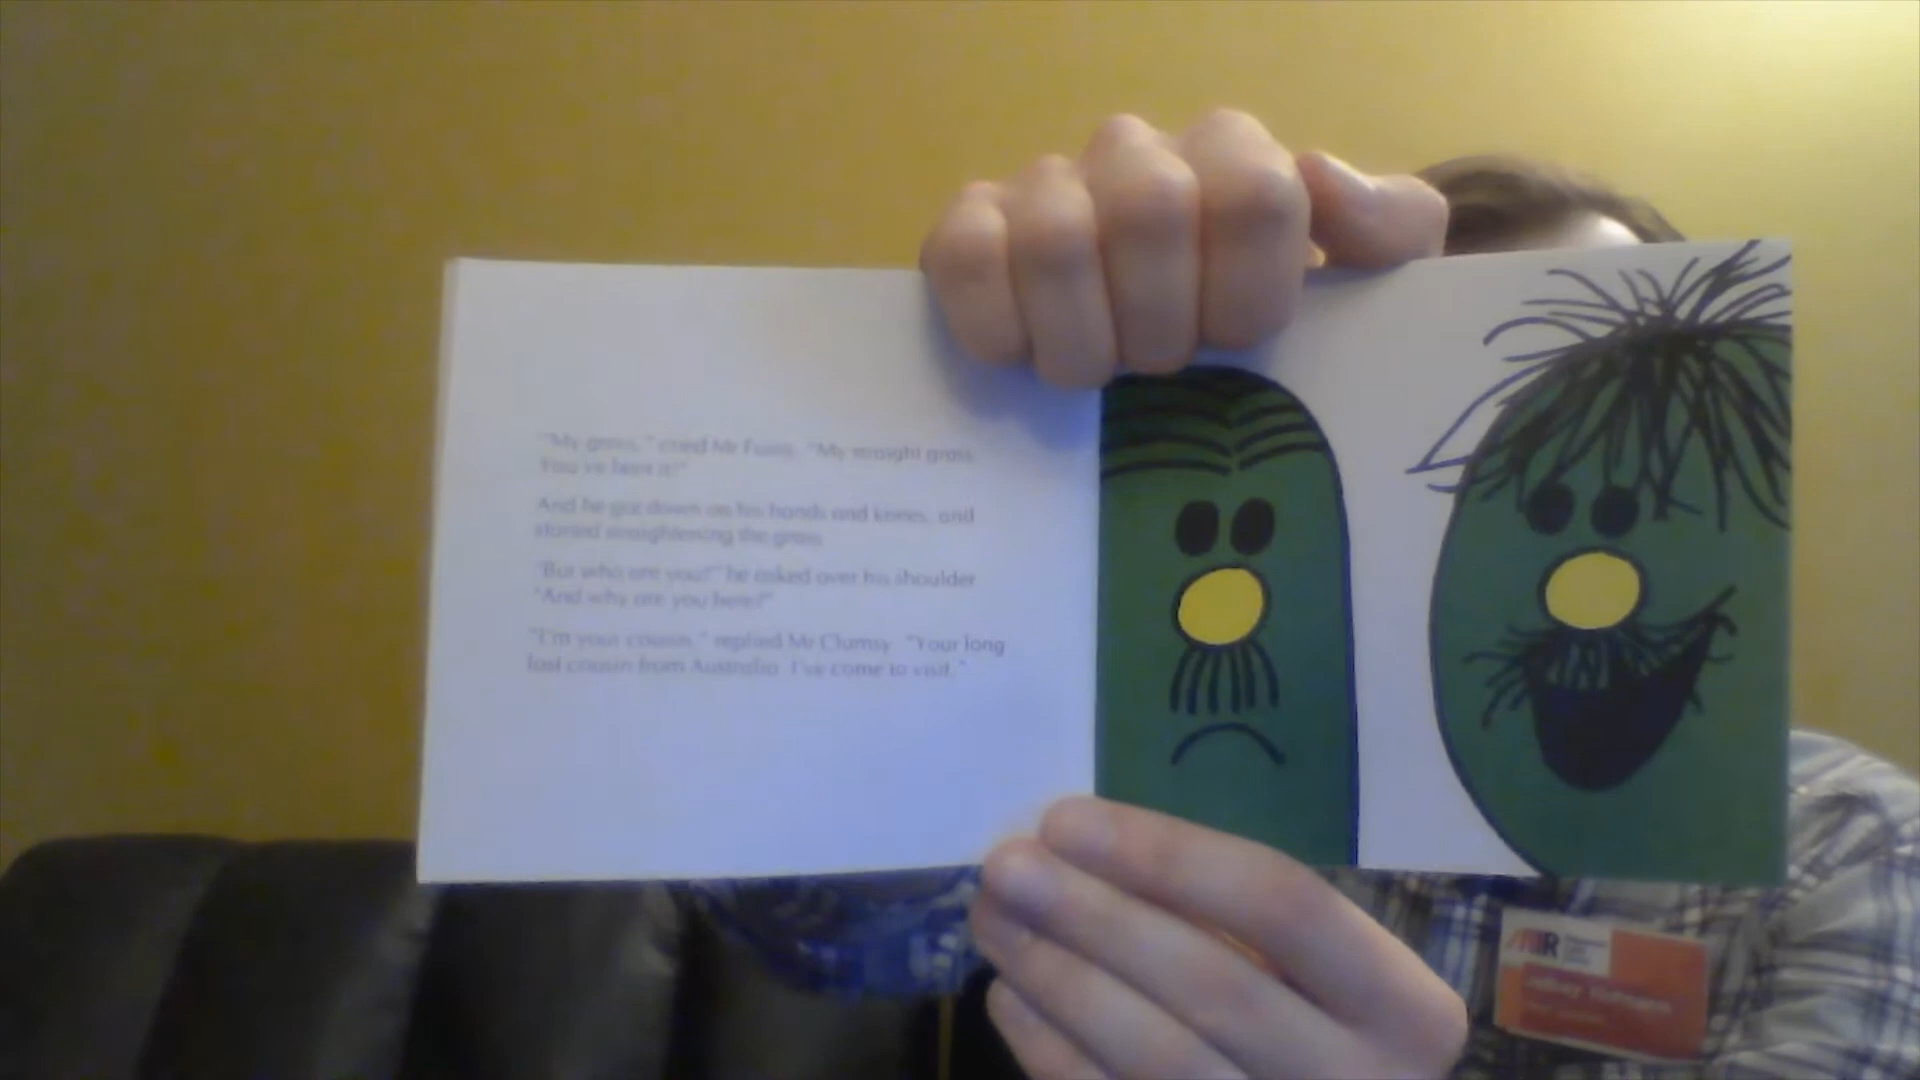 "My grass," cried Mr Fussy. "My straight grass.
You've bent it!"
And he got down on his hands and knees, and
started straightening the grass.
"But who are you?" he asked over his shoulder.
"And why are you here?"
"I'm your cousin," replied Mr Clumsy. "Your long
lost cousin from Australia. I've come to visit."